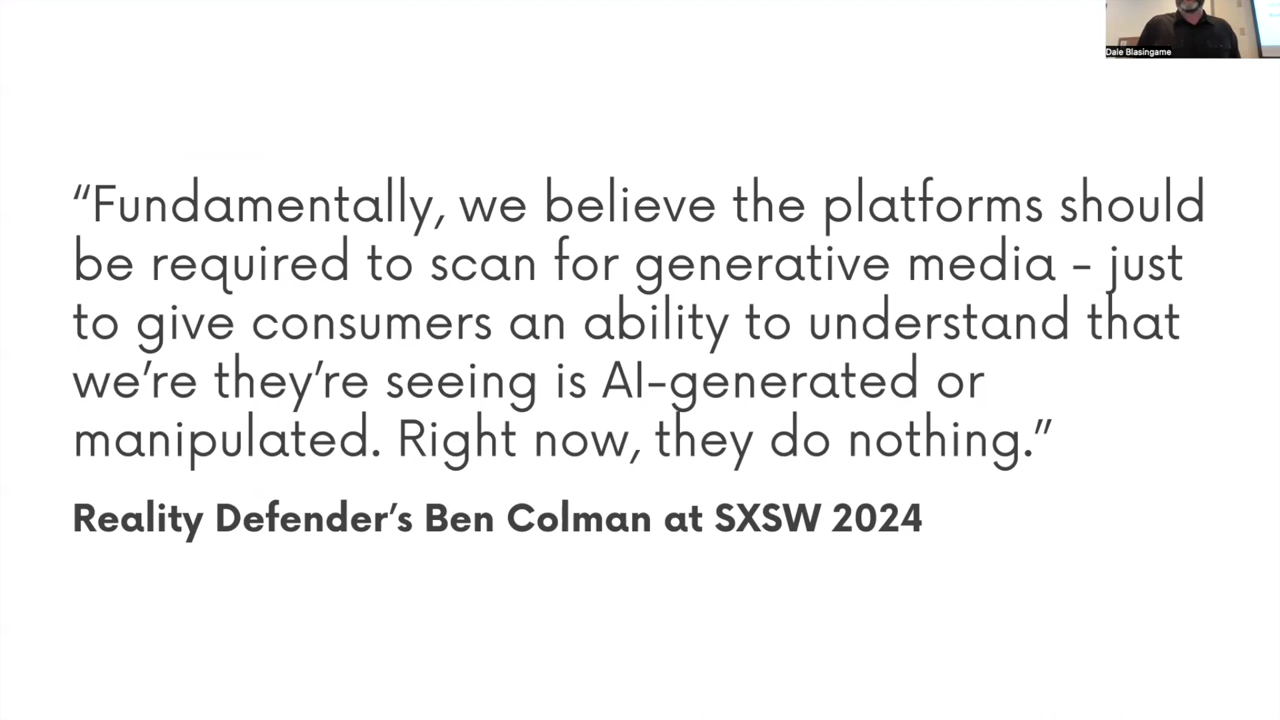 Dale Blasingame
“Fundamentally, we believe the platforms should
be required to scan for generative media - just
to give consumers an ability to understand that
we’re they’re seeing is AI-generated or
manipulated. Right now, they do nothing.”
Reality Defender’s Ben Colman at SXSW 2024